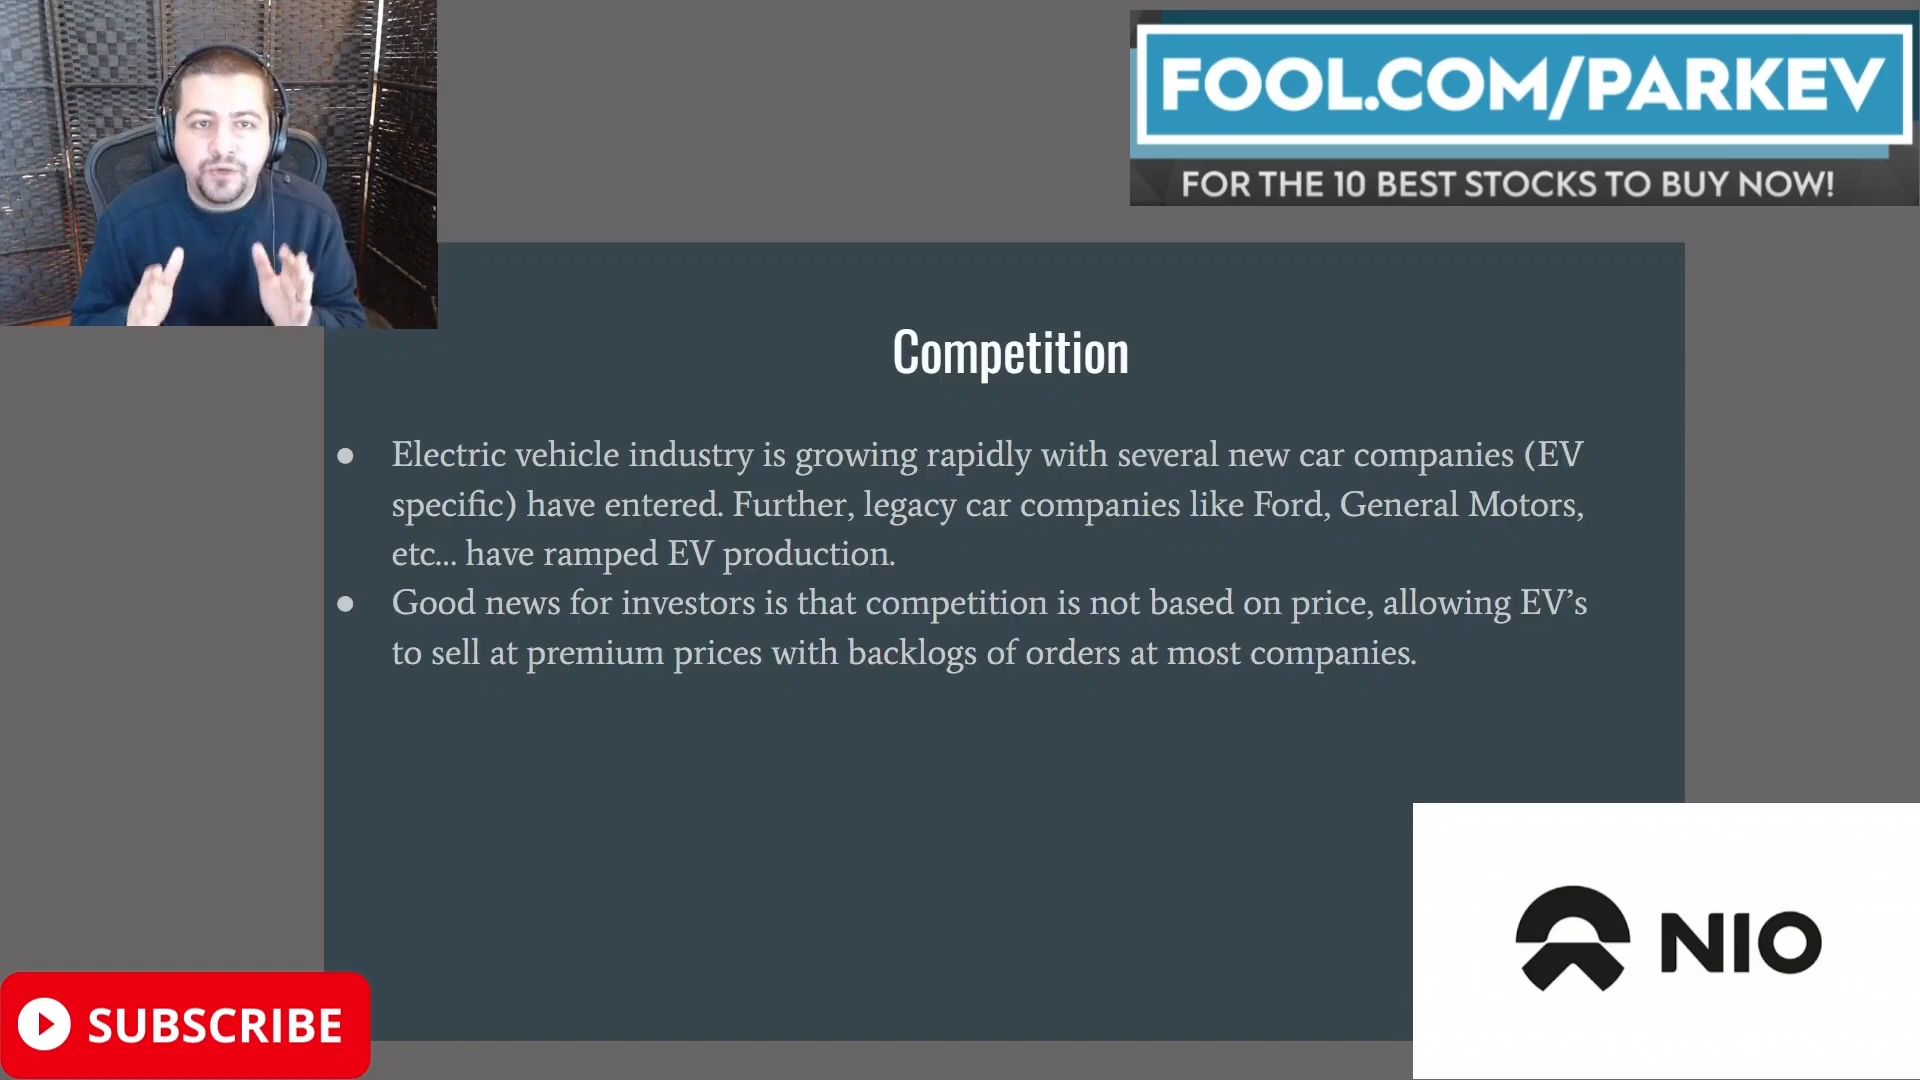 FOOL.COM/PARKEV
FOR THE 10 BEST STOCKS TO BUY NOW!
Competition
● Electric vehicle industry is growing rapidly with several new car companies (EV
specific) have entered. Further, legacy car companies like Ford, General Motors,
etc... have ramped EV production.
● Good news for investors is that competition is not based on price, allowing EV’s
to sell at premium prices with backlogs of orders at most companies.
NIO
SUBSCRIBE